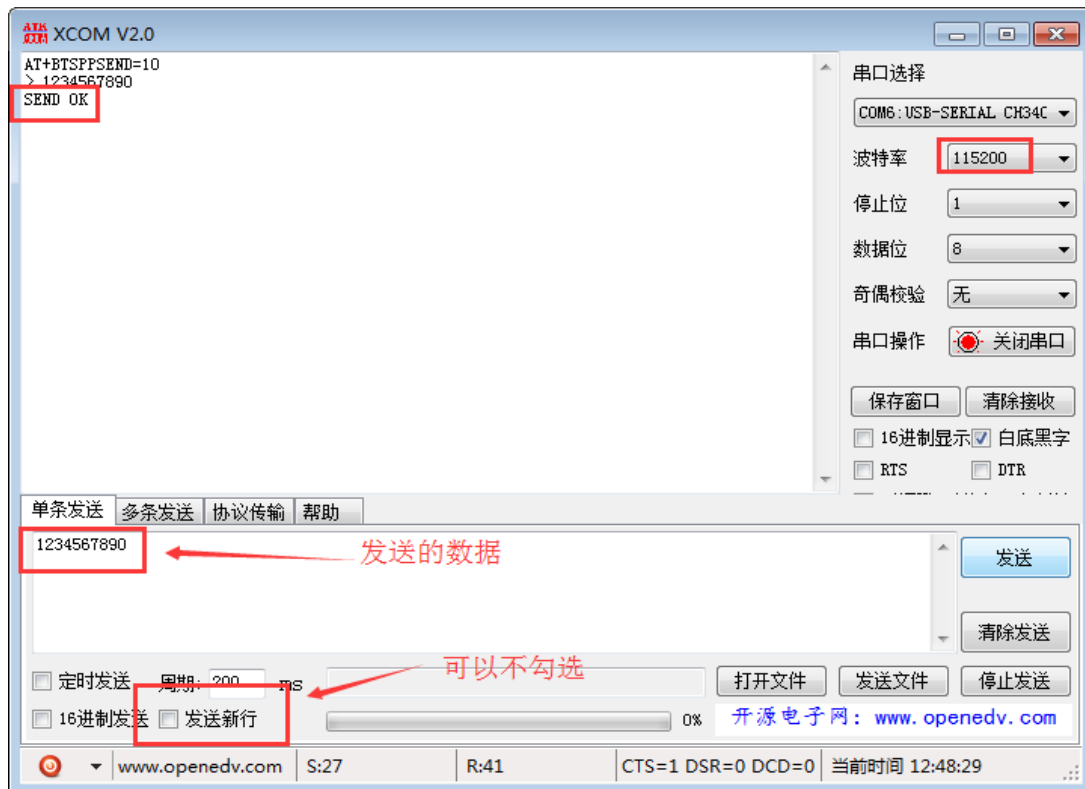 ATK
XCOM XCOM V2.0
AT+BTSPPSEND=10
> 1234567890
SEND OK
串口选择
COM6:USB-SERIAL CH34C
波特率 115200
停止位 1
数据位 8
奇偶校验 无
串口操作 关闭串口
保存窗口 清除接收
16进制显示 白底黑字
RTS DTR
单条发送 多条发送 协议传输 帮助
1234567890
发送的数据
发送
清除发送
可以不勾选
定时发送 周期: 200 ms 打开文件 发送文件 停止发送
16进制发送 发送新行 0% 开源电子网: www.openedv.com
www.openedv.com S:27 R:41 CTS=1 DSR=0 DCD=0 当前时间 12:48:29